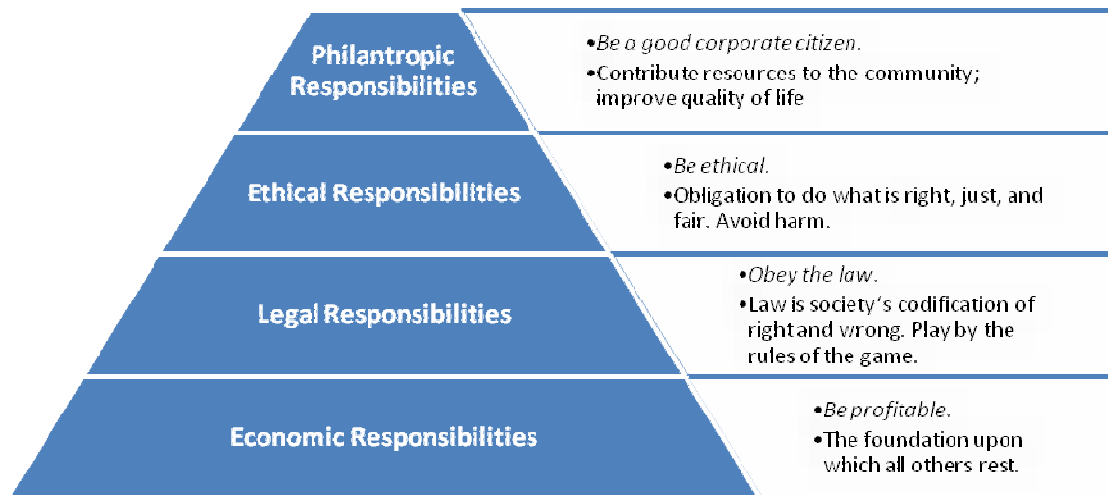 Philantropic
Responsibilities
•Be a good corporate citizen.
•Contribute resources to the community;
improve quality of life
Ethical Responsibilities
•Be ethical.
•Obligation to do what is right, just, and
fair. Avoid harm.
Legal Responsibilities
•Obey the law.
•Law is society's codification of
right and wrong. Play by the
rules of the game.
Economic Responsibilities
•Be profitable.
•The foundation upon
which all others rest.